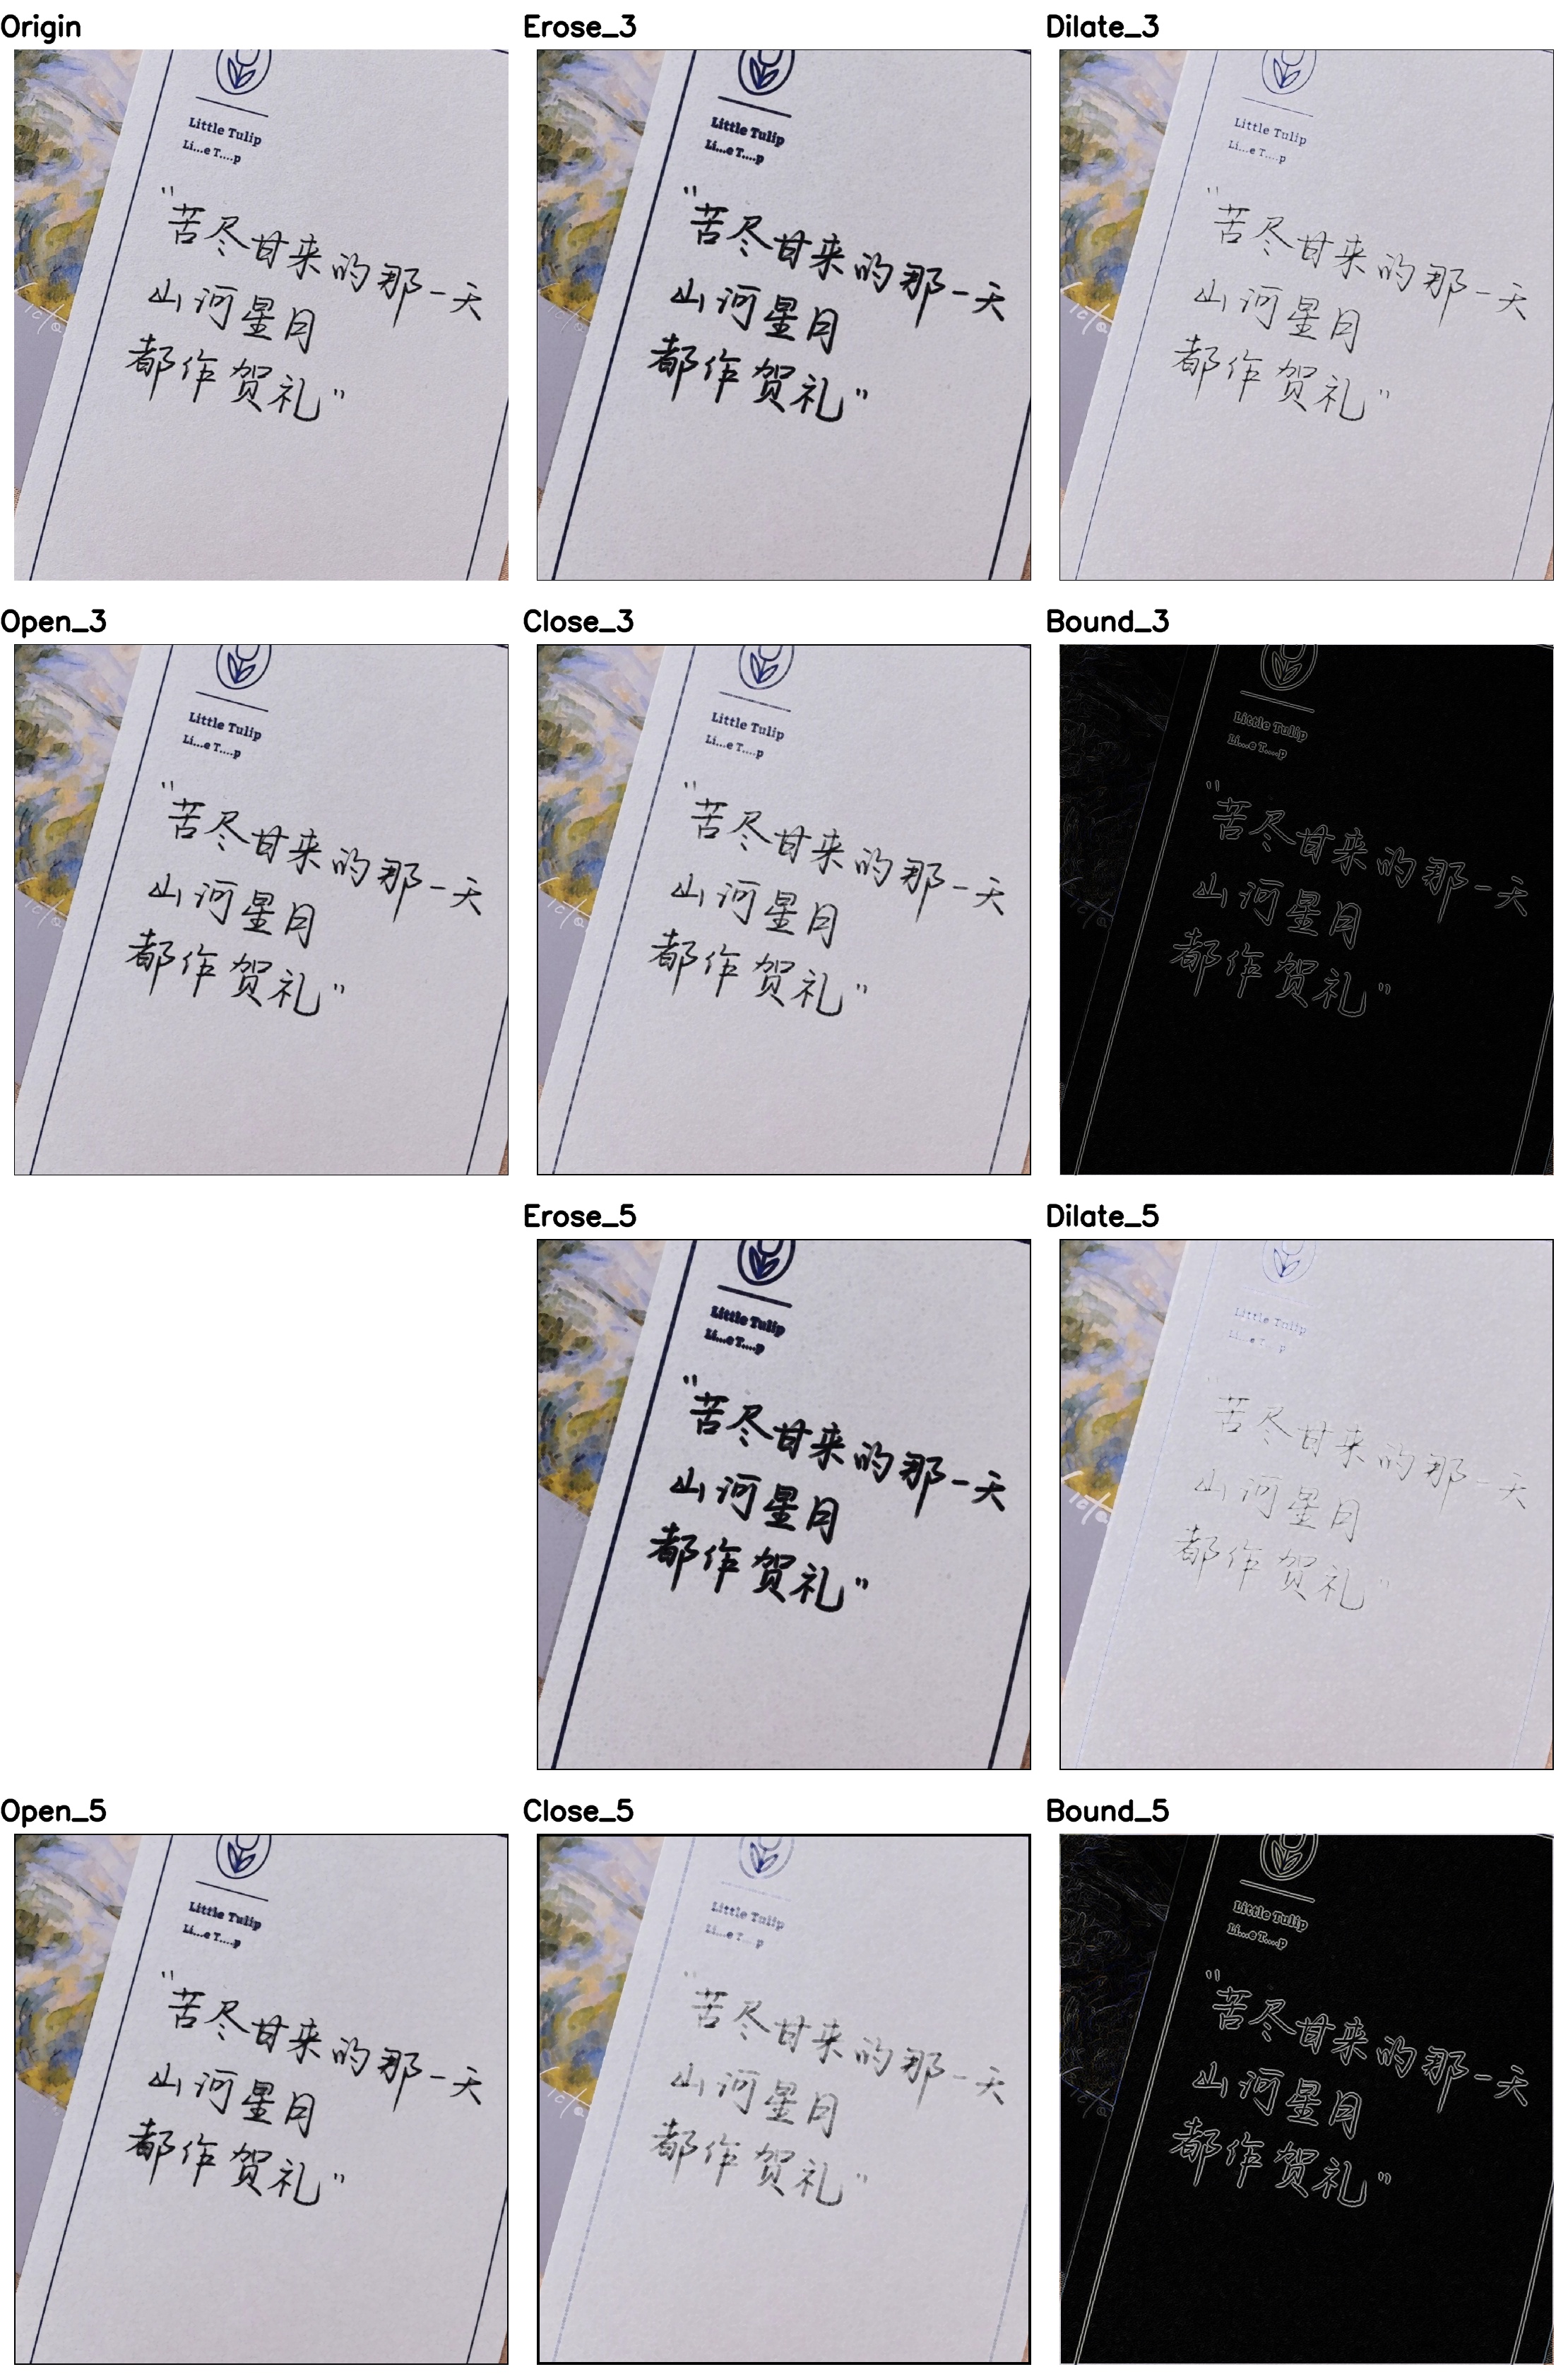 Origin
Erose_3
Dilate_3
Little Tulip
Li...e T....p
"苦尽甘来的那一天
山河星月
都作贺礼"
Little Tulip
Li...e T....p
"苦尽甘来的那一天
山河星月
都作贺礼"
Little Tulip
Li...e T....p
"苦尽甘来的那一天
山河星月
都作贺礼"
Open_3
Close_3
Bound_3
Little Tulip
Li...e T....p
"苦尽甘来的那一天
山河星月
都作贺礼"
Little Tulip
Li...e T....p
"苦尽甘来的那一天
山河星月
都作贺礼"
Little Tulip
Li...e T....p
"苦尽甘来的那一天
山河星月
都作贺礼"
Erose_5
Dilate_5
Little Tulip
Li...e T....p
"苦尽甘来的那一天
山河星月
都作贺礼"
Little Tulip
Li...e T p
"苦尽甘来的那一天
山河星月
都作贺礼"
Open_5
Close_5
Bound_5
Little Tulip
Li...e T....p
"苦尽甘来的那一天
山河星月
都作贺礼"
Little Tulip
Li...e T p
"苦尽甘来的那一天
山河星月
都作贺礼"
Little Tulip
Li...e T....p
"苦尽甘来的那一天
山河星月
都作贺礼"